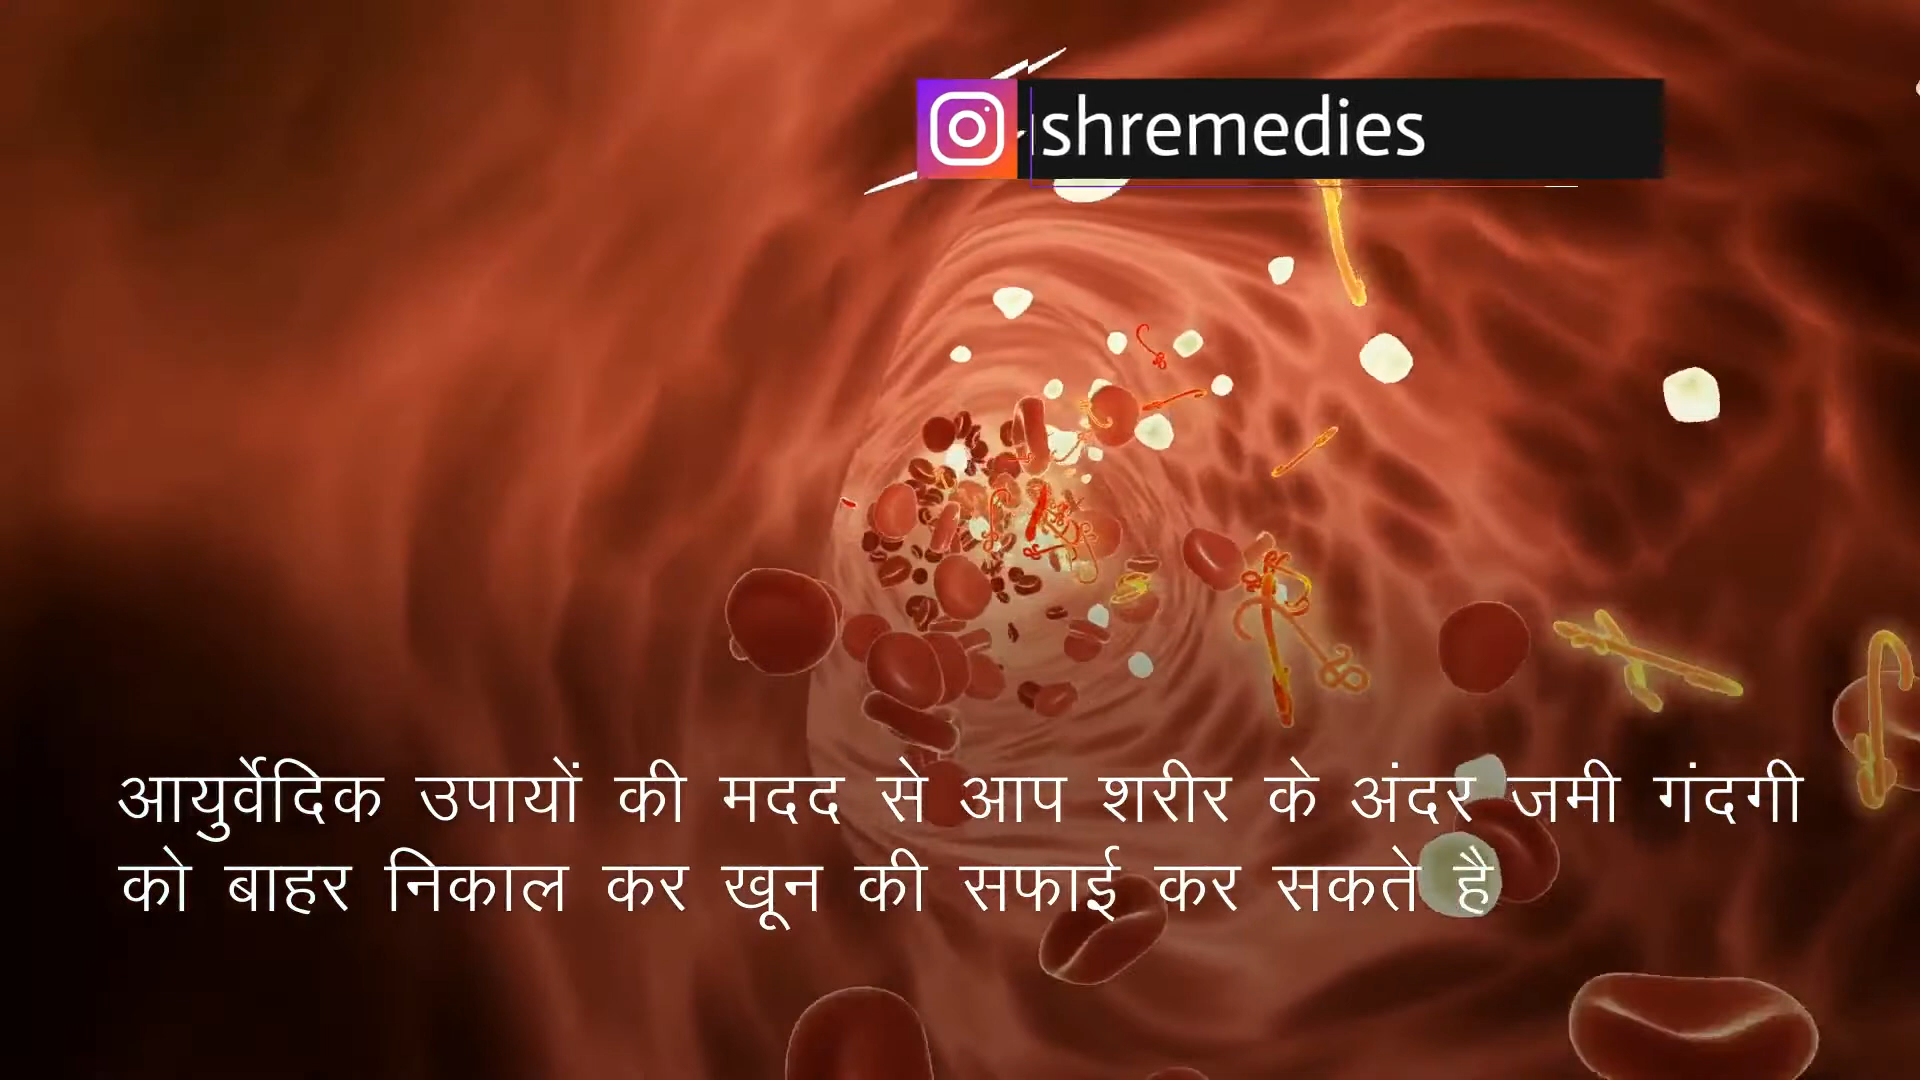 shremedies
आयुर्वेदिक उपायों की मदद से आप शरीर के अंदर जमी गंदगी
को बाहर निकाल कर खून की सफाई कर सकते है